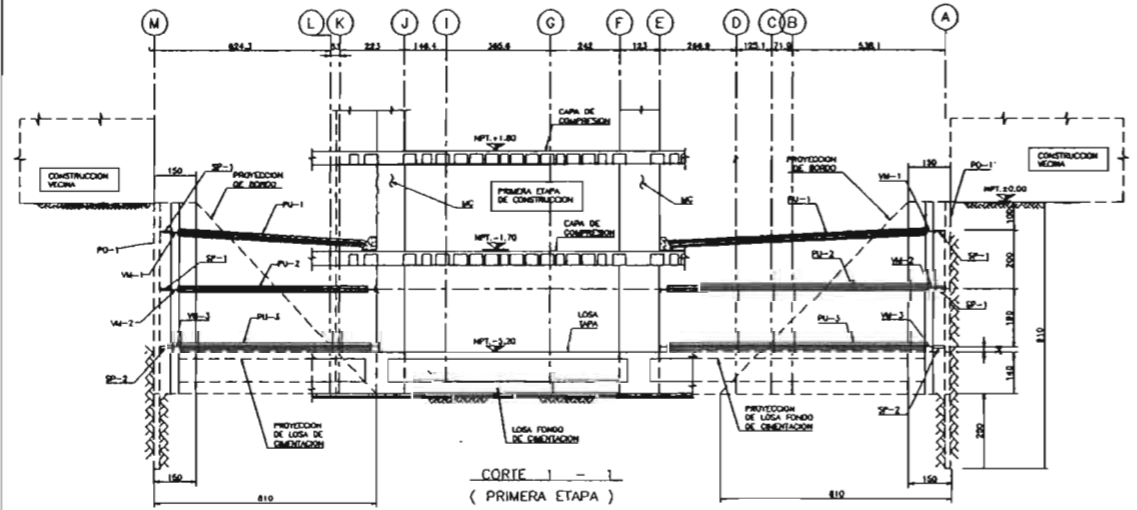 M
L
K
J
I
G
F
E
D
C
B
A
624.3
223
146.4
365.6
242
123
266.9
125.1
71.9
538.1
CAPA DE
COMPRESION
NPT.+1.80
CONSTRUCCION
VECINA
150
SP-1
PROYECCION
DE BORDO
PU-1
MC
PRIMERA ETAPA
DE CONSTRUCCION
MC
PROYECCION
DE BORDO
VM-1
150
PO-1
CONSTRUCCION
VECINA
NPT.±0.00
PU-1
100
PO-1
NPT.-1.70
CAPA DE
COMPRESION
VM-1
SP-1
PU-2
PU-2
VM-2
SP-1
200
VM-2
VM-3
PU-3
LOSA
TAPA
SP-1
VM-3
PU-3
180
810
NPT.-5.20
SP-2
140
PROYECCION
DE LOSA DE
CIMENTACION
LOSA FONDO
DE CIMENTACION
PROYECCION
DE LOSA FONDO
DE CIMENTACION
SP-2
200
150
CORTE 1 - 1
150
810
( PRIMERA ETAPA )
810